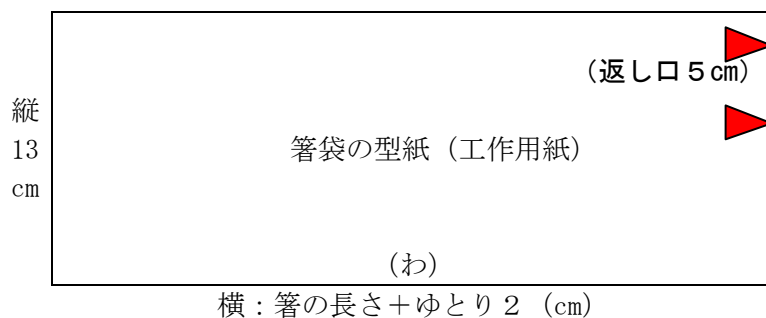 (返し口５㎝)
縦
13
cm
箸袋の型紙（工作用紙）
(わ)
横：箸の長さ＋ゆとり２ (cm)